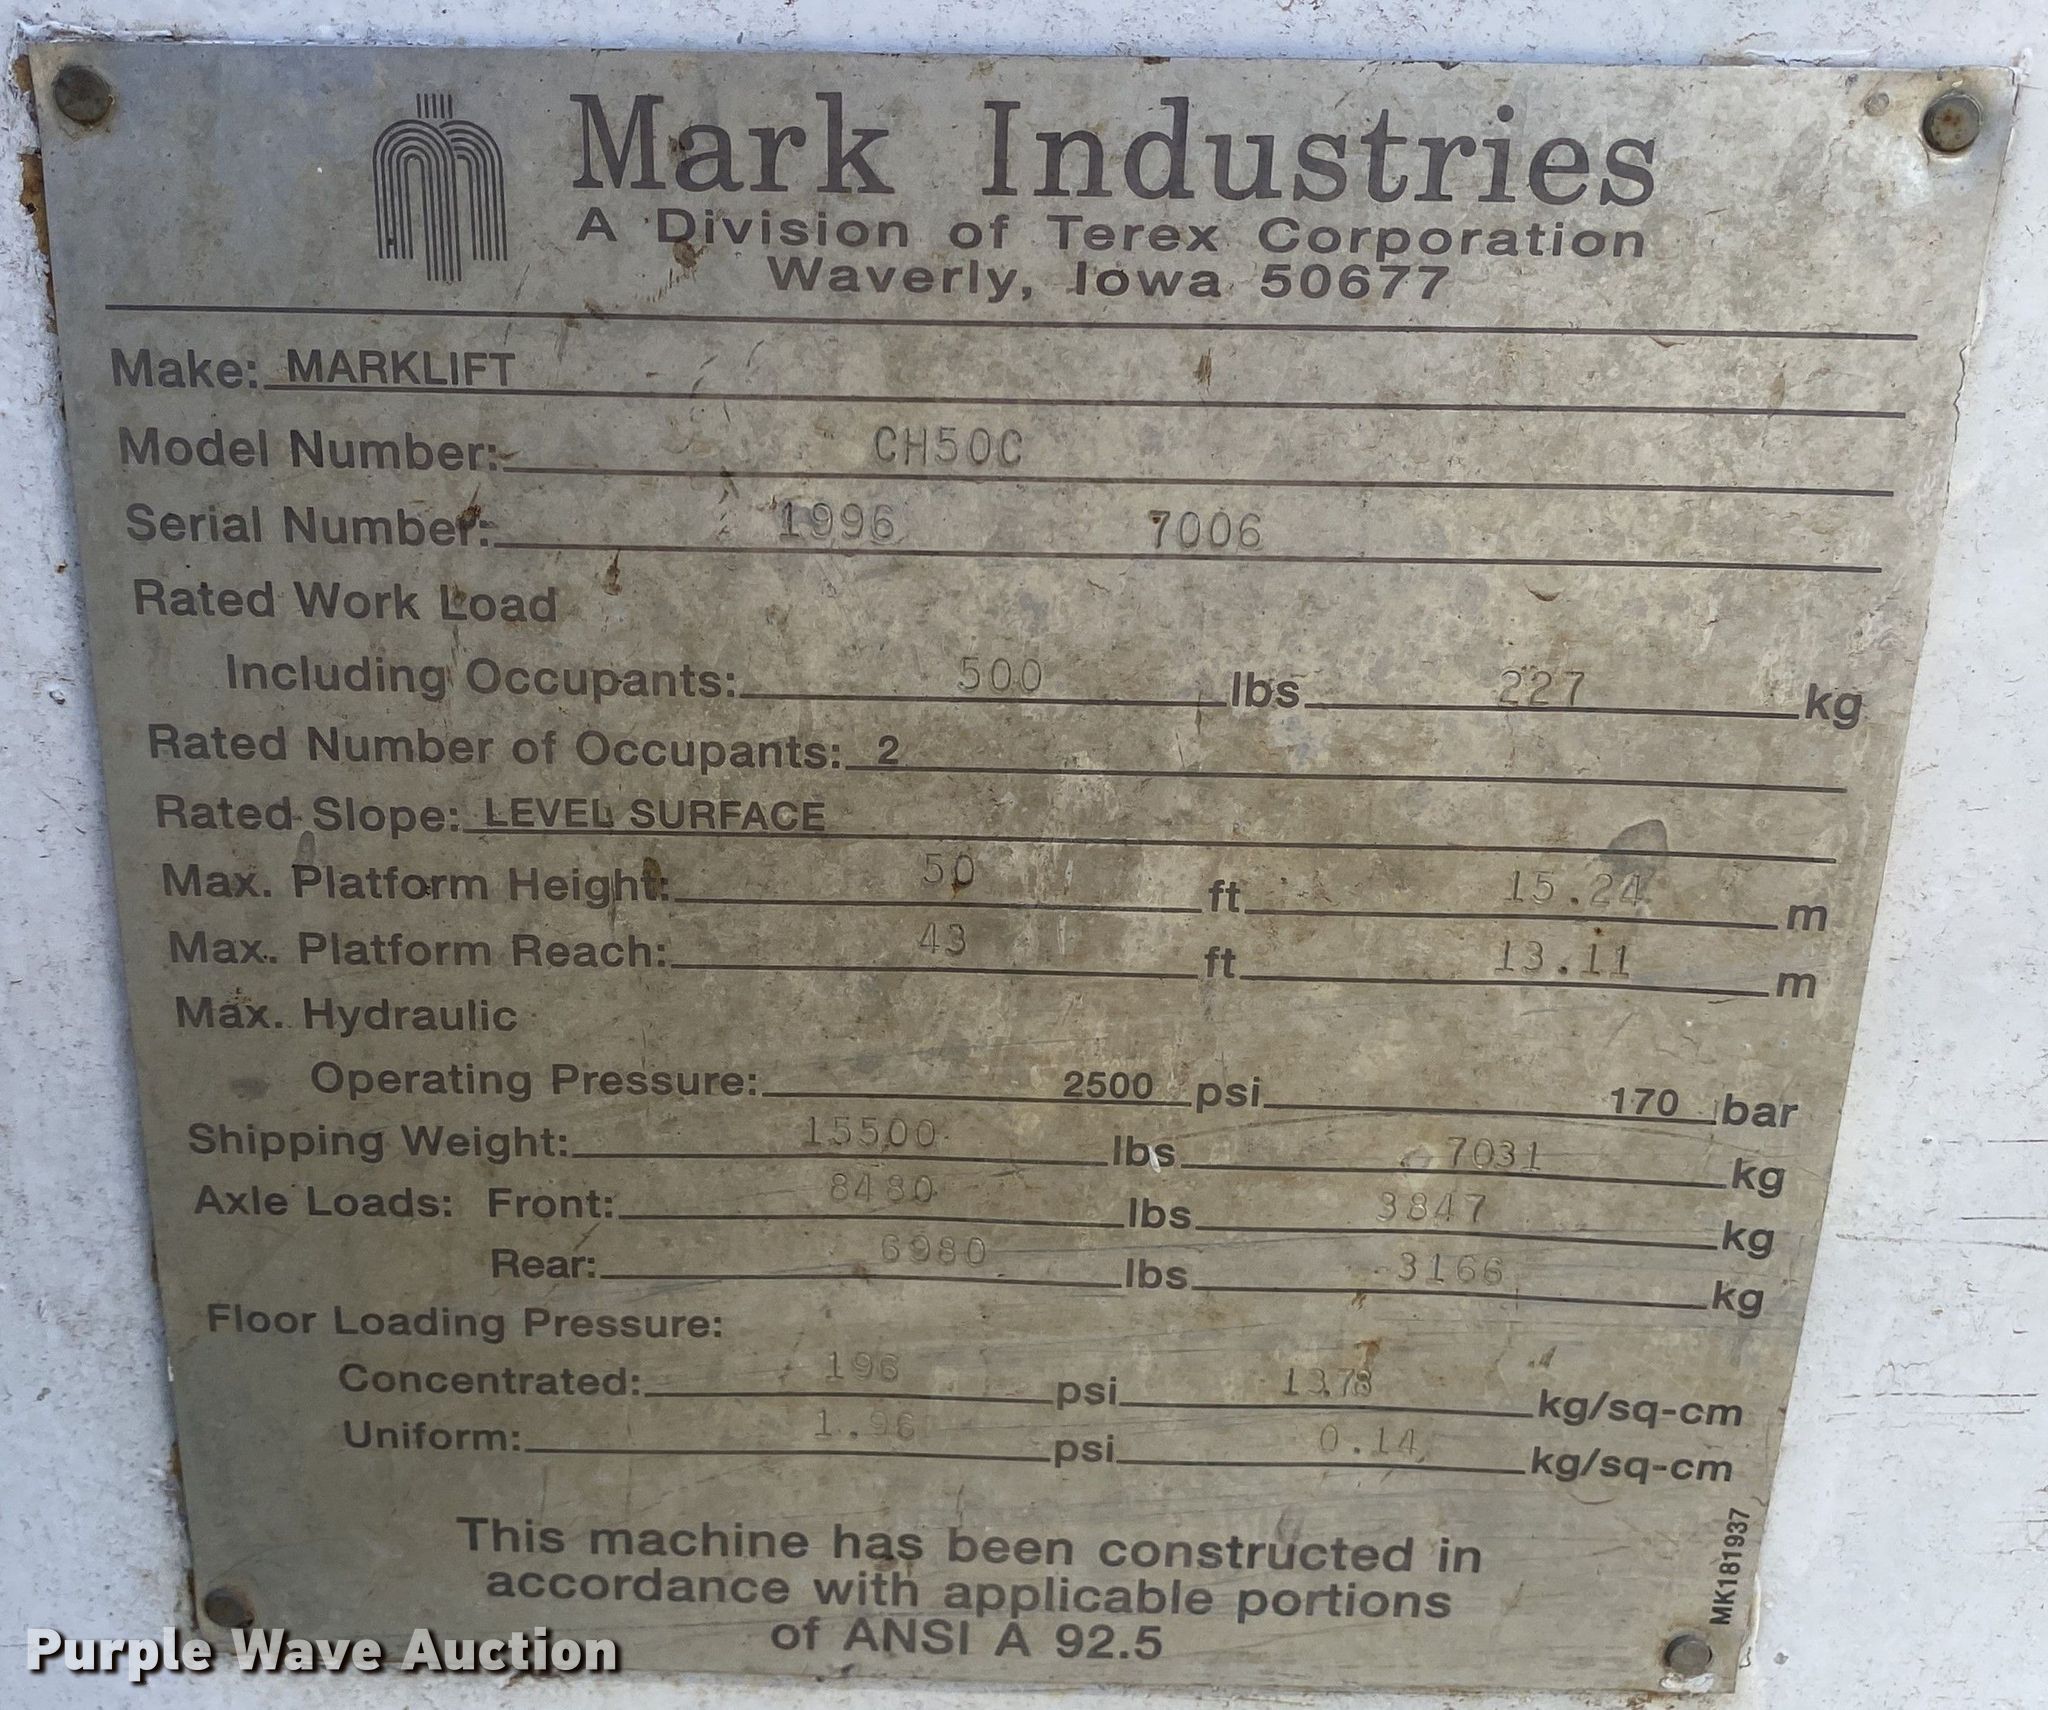 Mark Industries
A Division of Terex Corporation
Waverly, Iowa 50677
Make: MARKLIFT
Model Number: CH50C
Serial Number: 1996 7006
Rated Work Load
Including Occupants: 500 lbs 227 kg
Rated Number of Occupants: 2
Rated Slope: LEVEL SURFACE
Max. Platform Height: 50 ft 15.24 m
Max. Platform Reach: 43 ft 13.11 m
Max. Hydraulic
Operating Pressure: 2500 psi 170 bar
Shipping Weight: 15500 lbs 7031 kg
Axle Loads: Front: 8480 lbs 3847 kg
Rear: 6980 lbs 3166 kg
Floor Loading Pressure:
Concentrated: 196 psi 13.78 kg/sq-cm
Uniform: 1.96 psi 0.14 kg/sq-cm
This machine has been constructed in
accordance with applicable portions
of ANSI A 92.5
MK181937
Purple Wave Auction